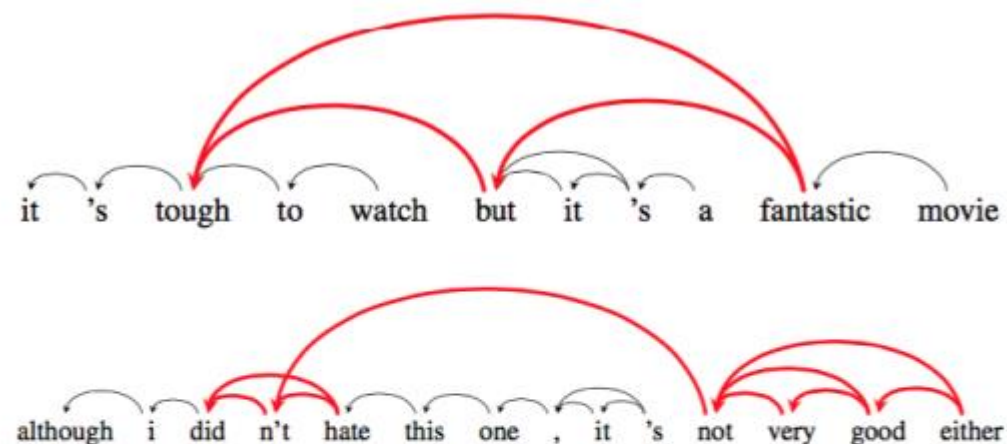 it 's tough to watch but it 's a fantastic movie
although i did n't hate this one , it 's not very good either